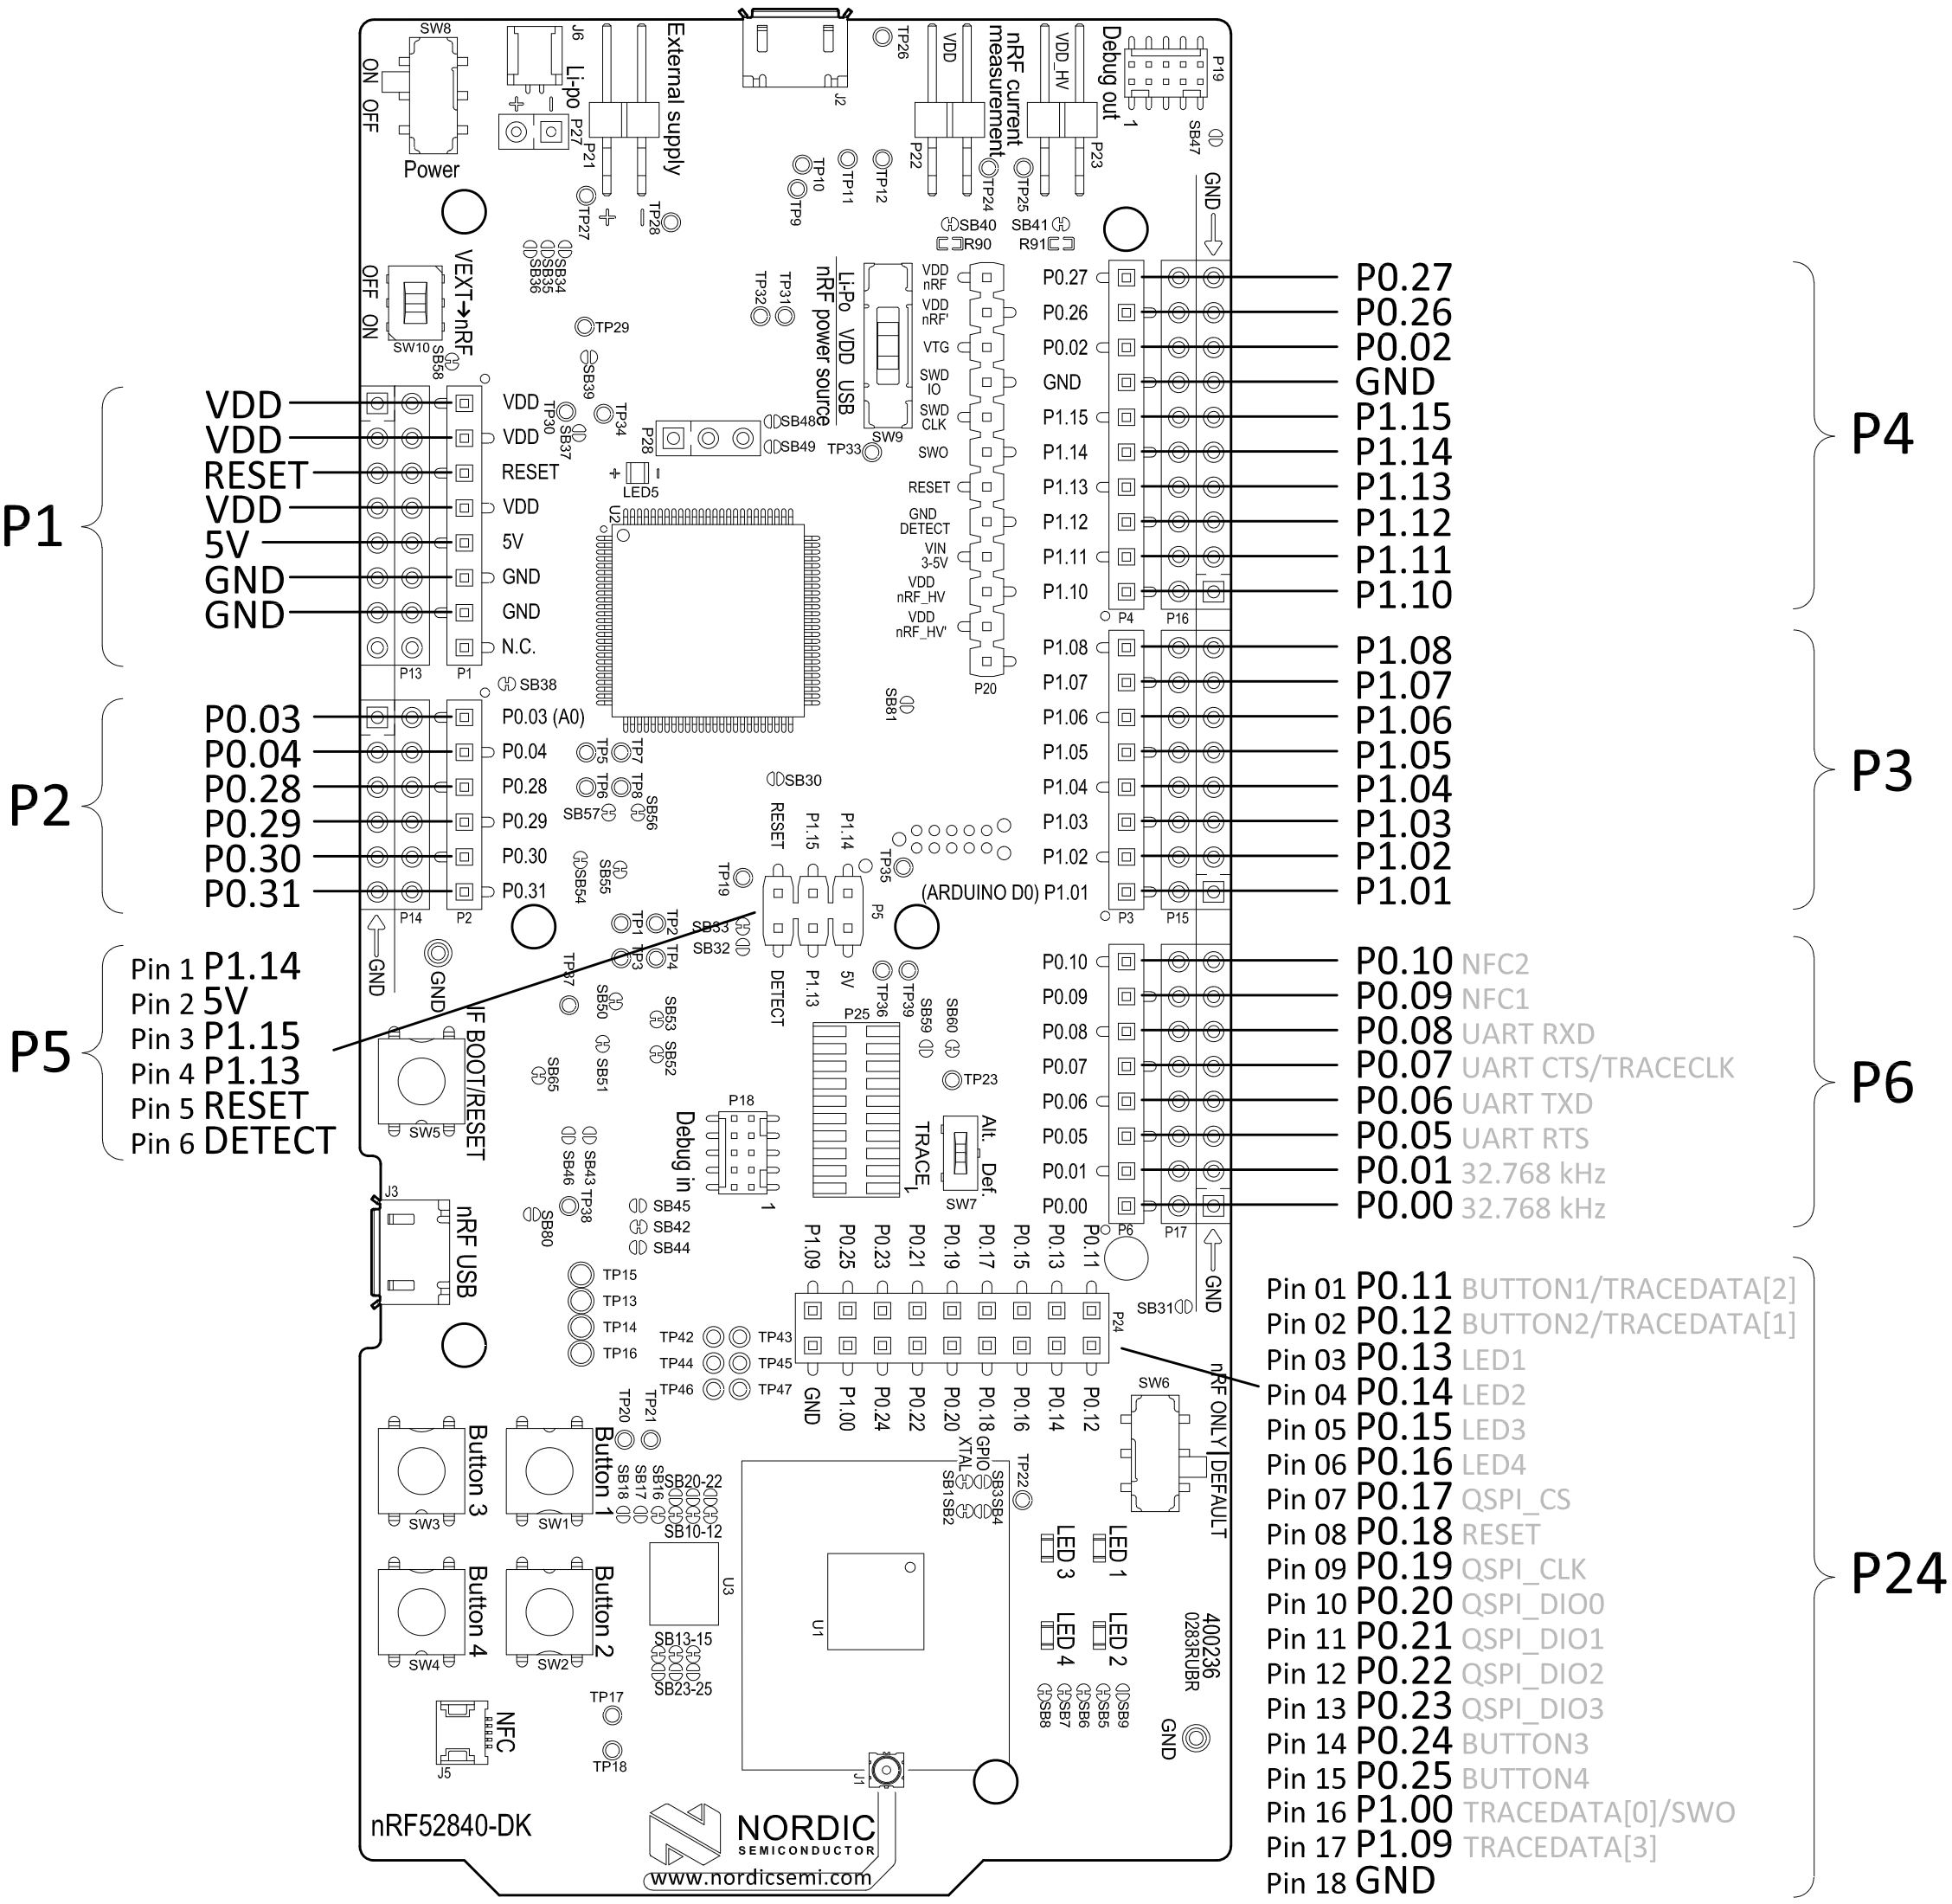 SW8
ON OFF
Power
J6
Li-po
+ -
P27
P21
External supply
+ -
J2
TP26
VDD
P22
nRF current
measurement
VDD_HV
P23
Debug out
1
P19
SB47
GND
TP27
TP28
TP10
TP9
TP11
TP12
TP24
TP25
SB40
SB41
R90
R91
SB36
SB35
SB34
VEXT→nRF
OFF ON
SW10
SB58
TP29
SB39
TP32
TP31
Li-Po VDD USB
nRF power source
SW9
TP33
TP30
SB37
TP34
P28
SB48
SB49
+ -
LED5
U2
VDD
nRF
VDD
nRF'
VTG
SWD
IO
SWD
CLK
SWO
RESET
GND
DETECT
VIN
3-5V
VDD
nRF_HV
VDD
nRF_HV'
P20
P0.27
P0.26
P0.02
GND
P1.15
P1.14
P1.13
P1.12
P1.11
P1.10
P4
P16
P1.08
P1.07
P1.06
P1.05
P1.04
P1.03
P1.02
(ARDUINO D0) P1.01
P3
P15
P0.10
P0.09
P0.08
P0.07
P0.06
P0.05
P0.01
P0.00
P6
P17
GND
VDD
VDD
RESET
VDD
5V
GND
GND
N.C.
P13
P1
SB38
P0.03 (A0)
P0.04
P0.28
P0.29
P0.30
P0.31
P14
P2
GND
GND
SB81
TP5
TP7
TP6
TP8
SB57
SB56
SB30
SB54
SB55
TP19
RESET
P1.15
P1.14
TP35
P5
DETECT
P1.13
5V
TP1
TP2
TP3
TP4
SB33
SB32
TP37
SB50
SB53
SB51
SB52
SB65
TP36
TP39
SB59
SB60
P25
TP23
TRACE
1
Alt.
Def.
SW7
IF BOOT/RESET
SW5
SB46
SB43
TP38
SB80
P18
Debug in
1
J3
nRF USB
SB45
SB42
SB44
TP15
TP13
TP14
TP16
TP42
TP43
TP44
TP45
TP46
TP47
P1.09
P0.25
P0.23
P0.21
P0.19
P0.17
P0.15
P0.13
P0.11
P24
SB31
GND
P1.00
P0.24
P0.22
P0.20
P0.18
P0.16
P0.14
P0.12
nRF ONLY | DEFAULT
SW6
TP20
TP21
XTAL
GPIO
SB1
SB2
SB3
SB4
TP22
Button 3
SW3
Button 1
SW1
SB18
SB17
SB16
SB20-22
SB10-12
U3
SB13-15
SB23-25
U1
LED 3
LED 1
LED 4
LED 2
Button 4
SW4
Button 2
SW2
SB8
SB7
SB6
SB5
SB9
400236
0283RUBR
GND
NFC
J5
TP17
TP18
J1
nRF52840-DK
NORDIC
SEMICONDUCTOR
www.nordicsemi.com
P1
VDD
VDD
RESET
VDD
5V
GND
GND
P2
P0.03
P0.04
P0.28
P0.29
P0.30
P0.31
P5
Pin 1 P1.14
Pin 2 5V
Pin 3 P1.15
Pin 4 P1.13
Pin 5 RESET
Pin 6 DETECT
P4
P0.27
P0.26
P0.02
GND
P1.15
P1.14
P1.13
P1.12
P1.11
P1.10
P3
P1.08
P1.07
P1.06
P1.05
P1.04
P1.03
P1.02
P1.01
P6
P0.10 NFC2
P0.09 NFC1
P0.08 UART RXD
P0.07 UART CTS/TRACECLK
P0.06 UART TXD
P0.05 UART RTS
P0.01 32.768 kHz
P0.00 32.768 kHz
P24
Pin 01 P0.11 BUTTON1/TRACEDATA[2]
Pin 02 P0.12 BUTTON2/TRACEDATA[1]
Pin 03 P0.13 LED1
Pin 04 P0.14 LED2
Pin 05 P0.15 LED3
Pin 06 P0.16 LED4
Pin 07 P0.17 QSPI_CS
Pin 08 P0.18 RESET
Pin 09 P0.19 QSPI_CLK
Pin 10 P0.20 QSPI_DIO0
Pin 11 P0.21 QSPI_DIO1
Pin 12 P0.22 QSPI_DIO2
Pin 13 P0.23 QSPI_DIO3
Pin 14 P0.24 BUTTON3
Pin 15 P0.25 BUTTON4
Pin 16 P1.00 TRACEDATA[0]/SWO
Pin 17 P1.09 TRACEDATA[3]
Pin 18 GND